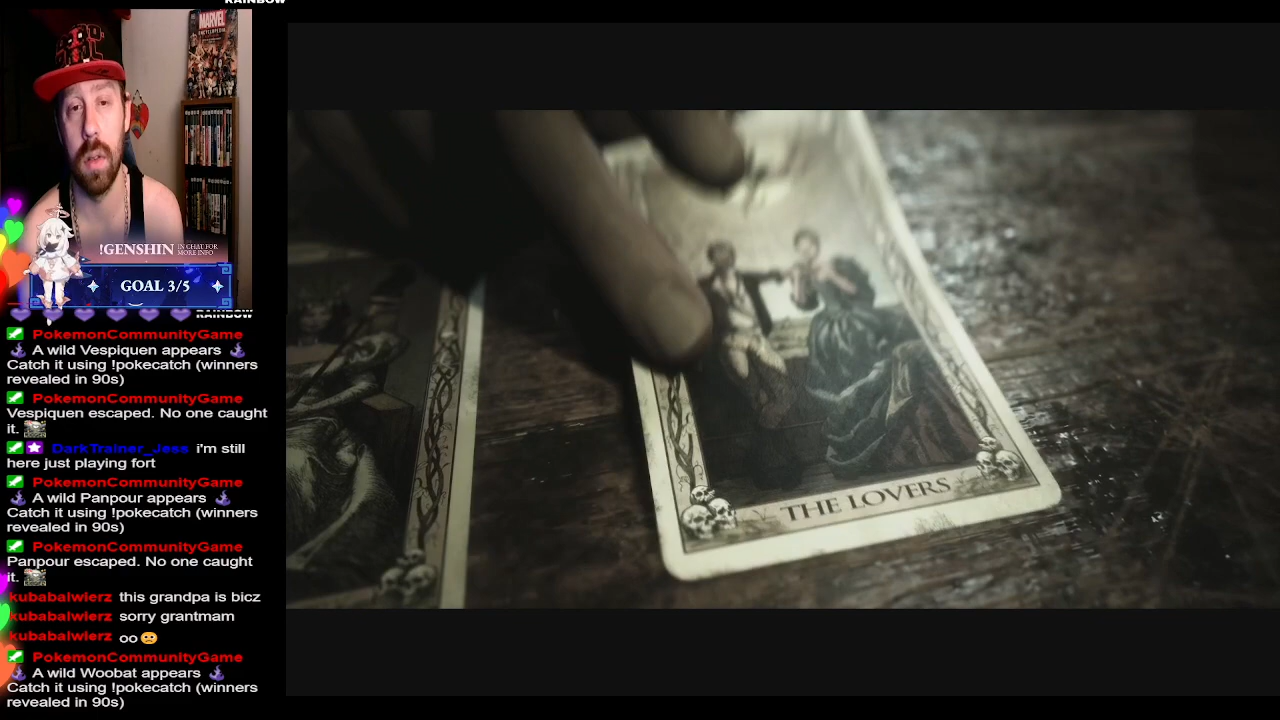 RAINBOW
MARVEL
ENCYCLOPEDIA
!GENSHIN IN CHAT FOR
MORE INFO
GOAL 3/5
RAINBOW
PokemonCommunityGame
A wild Vespiquen appears
Catch it using !pokecatch (winners
revealed in 90s)
PokemonCommunityGame
Vespiquen escaped. No one caught
it.
DarkTrainer_Jess i'm still
here just playing fort
PokemonCommunityGame
A wild Panpour appears
Catch it using !pokecatch (winners
revealed in 90s)
PokemonCommunityGame
Panpour escaped. No one caught
it.
kubabalwierz this grandpa is bicz
kubabalwierz sorry grantmam
kubabalwierz oo
PokemonCommunityGame
A wild Woobat appears
Catch it using !pokecatch (winners
revealed in 90s)
THE LOVERS